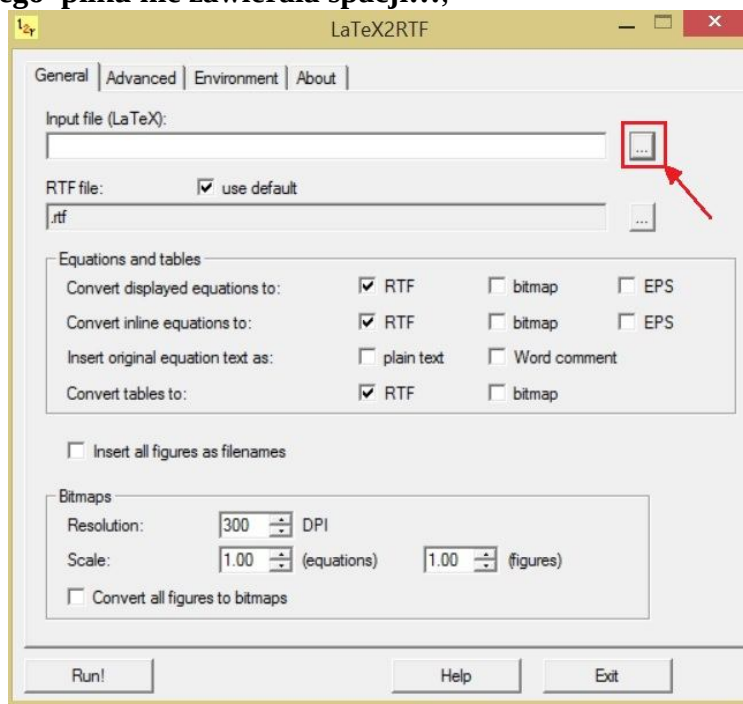 LaTeX2RTF
General Advanced Environment About
Input file (LaTeX):
...
RTF file: use default
.rtf ...
Equations and tables
Convert displayed equations to: RTF bitmap EPS
Convert inline equations to: RTF bitmap EPS
Insert original equation text as: plain text Word comment
Convert tables to: RTF bitmap
Insert all figures as filenames
Bitmaps
Resolution: 300 DPI
Scale: 1.00 (equations) 1.00 (figures)
Convert all figures to bitmaps
Run! Help Exit